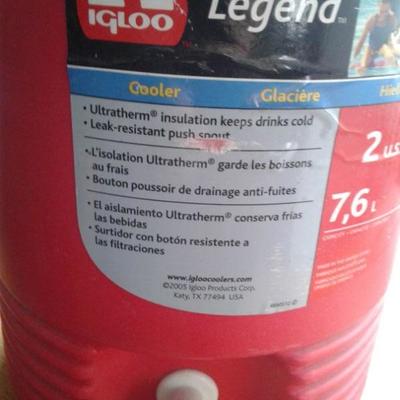 IGLOO
Legend™
Cooler Glacière
• Ultratherm® insulation keeps drinks cold
• Leak-resistant push spout
• L'isolation Ultratherm® garde les boissons
au frais
• Bouton poussoir de drainage anti-fuites
• El aislamiento Ultratherm® conserva frías
las bebidas
• Surtidor con botón resistente a
las filtraciones
2 U.S.
7,6 L
www.igloocoolers.com
©2005 Igloo Products Corp.
Katy, TX 77494 USA